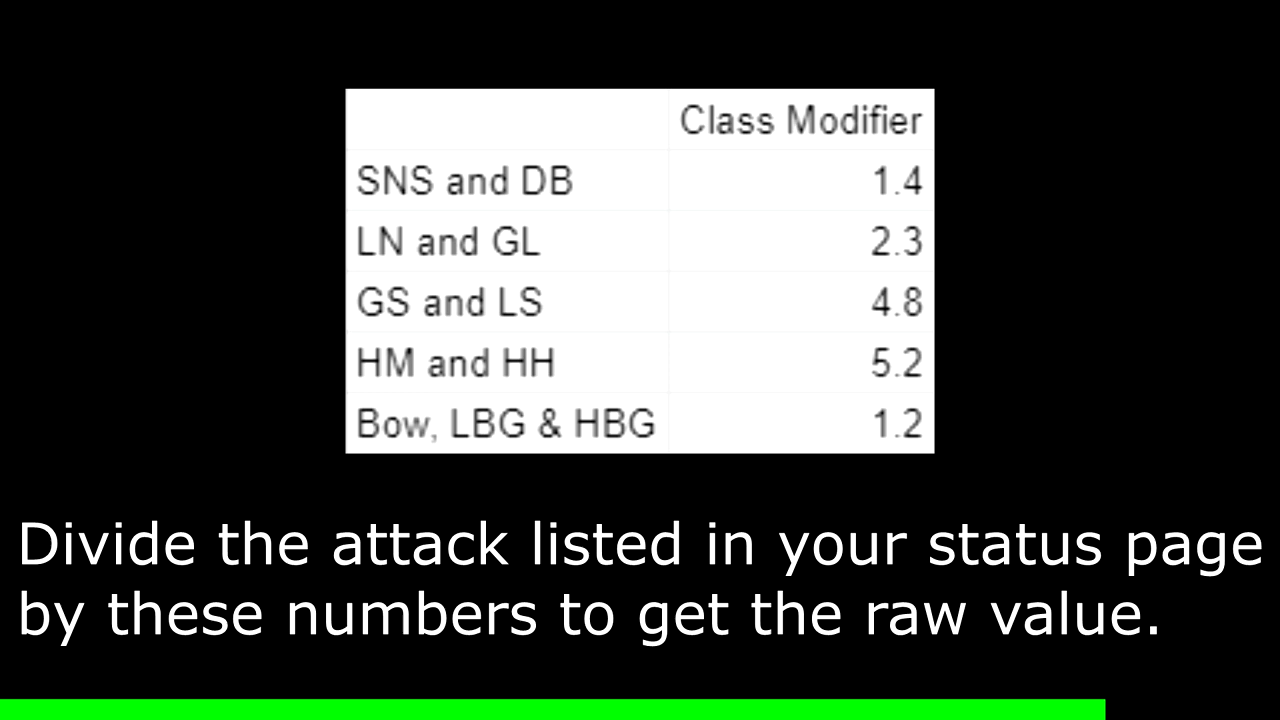 Class Modifier
SNS and DB 1.4
LN and GL 2.3
GS and LS 4.8
HM and HH 5.2
Bow, LBG & HBG 1.2
Divide the attack listed in your status page
by these numbers to get the raw value.